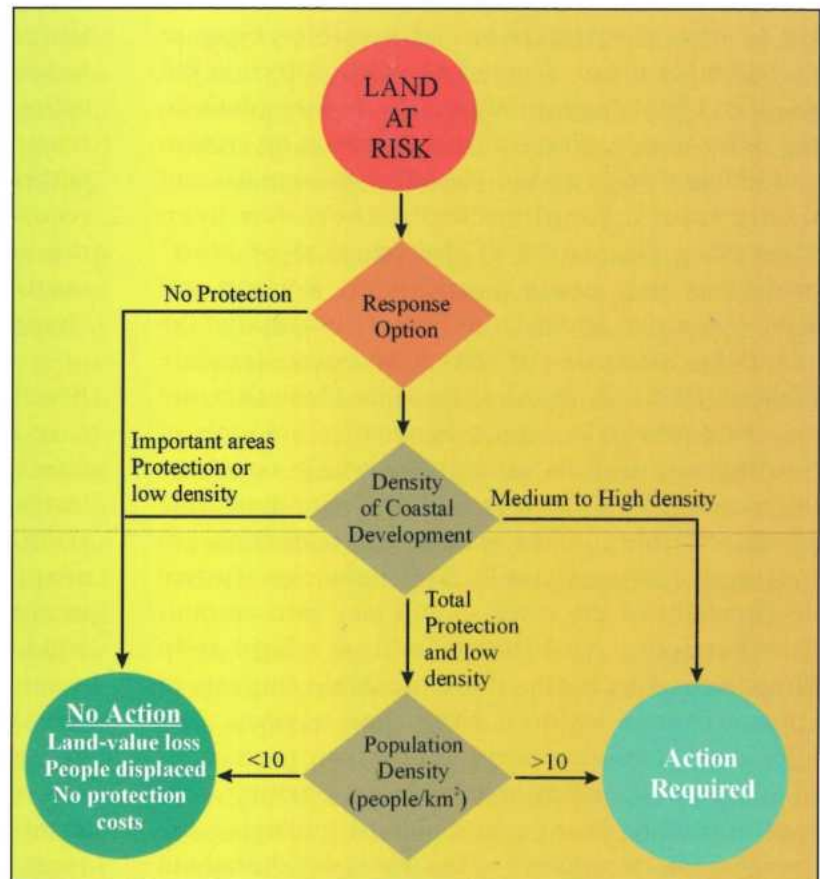 LAND
AT
RISK
No Protection
Response
Option
Important areas
Protection or
low density
Density
of Coastal
Development
Medium to High density
Total
Protection
and low
density
No Action
Land-value loss
People displaced
No protection
costs
<10
Population
Density
(people/km²)
>10
Action
Required